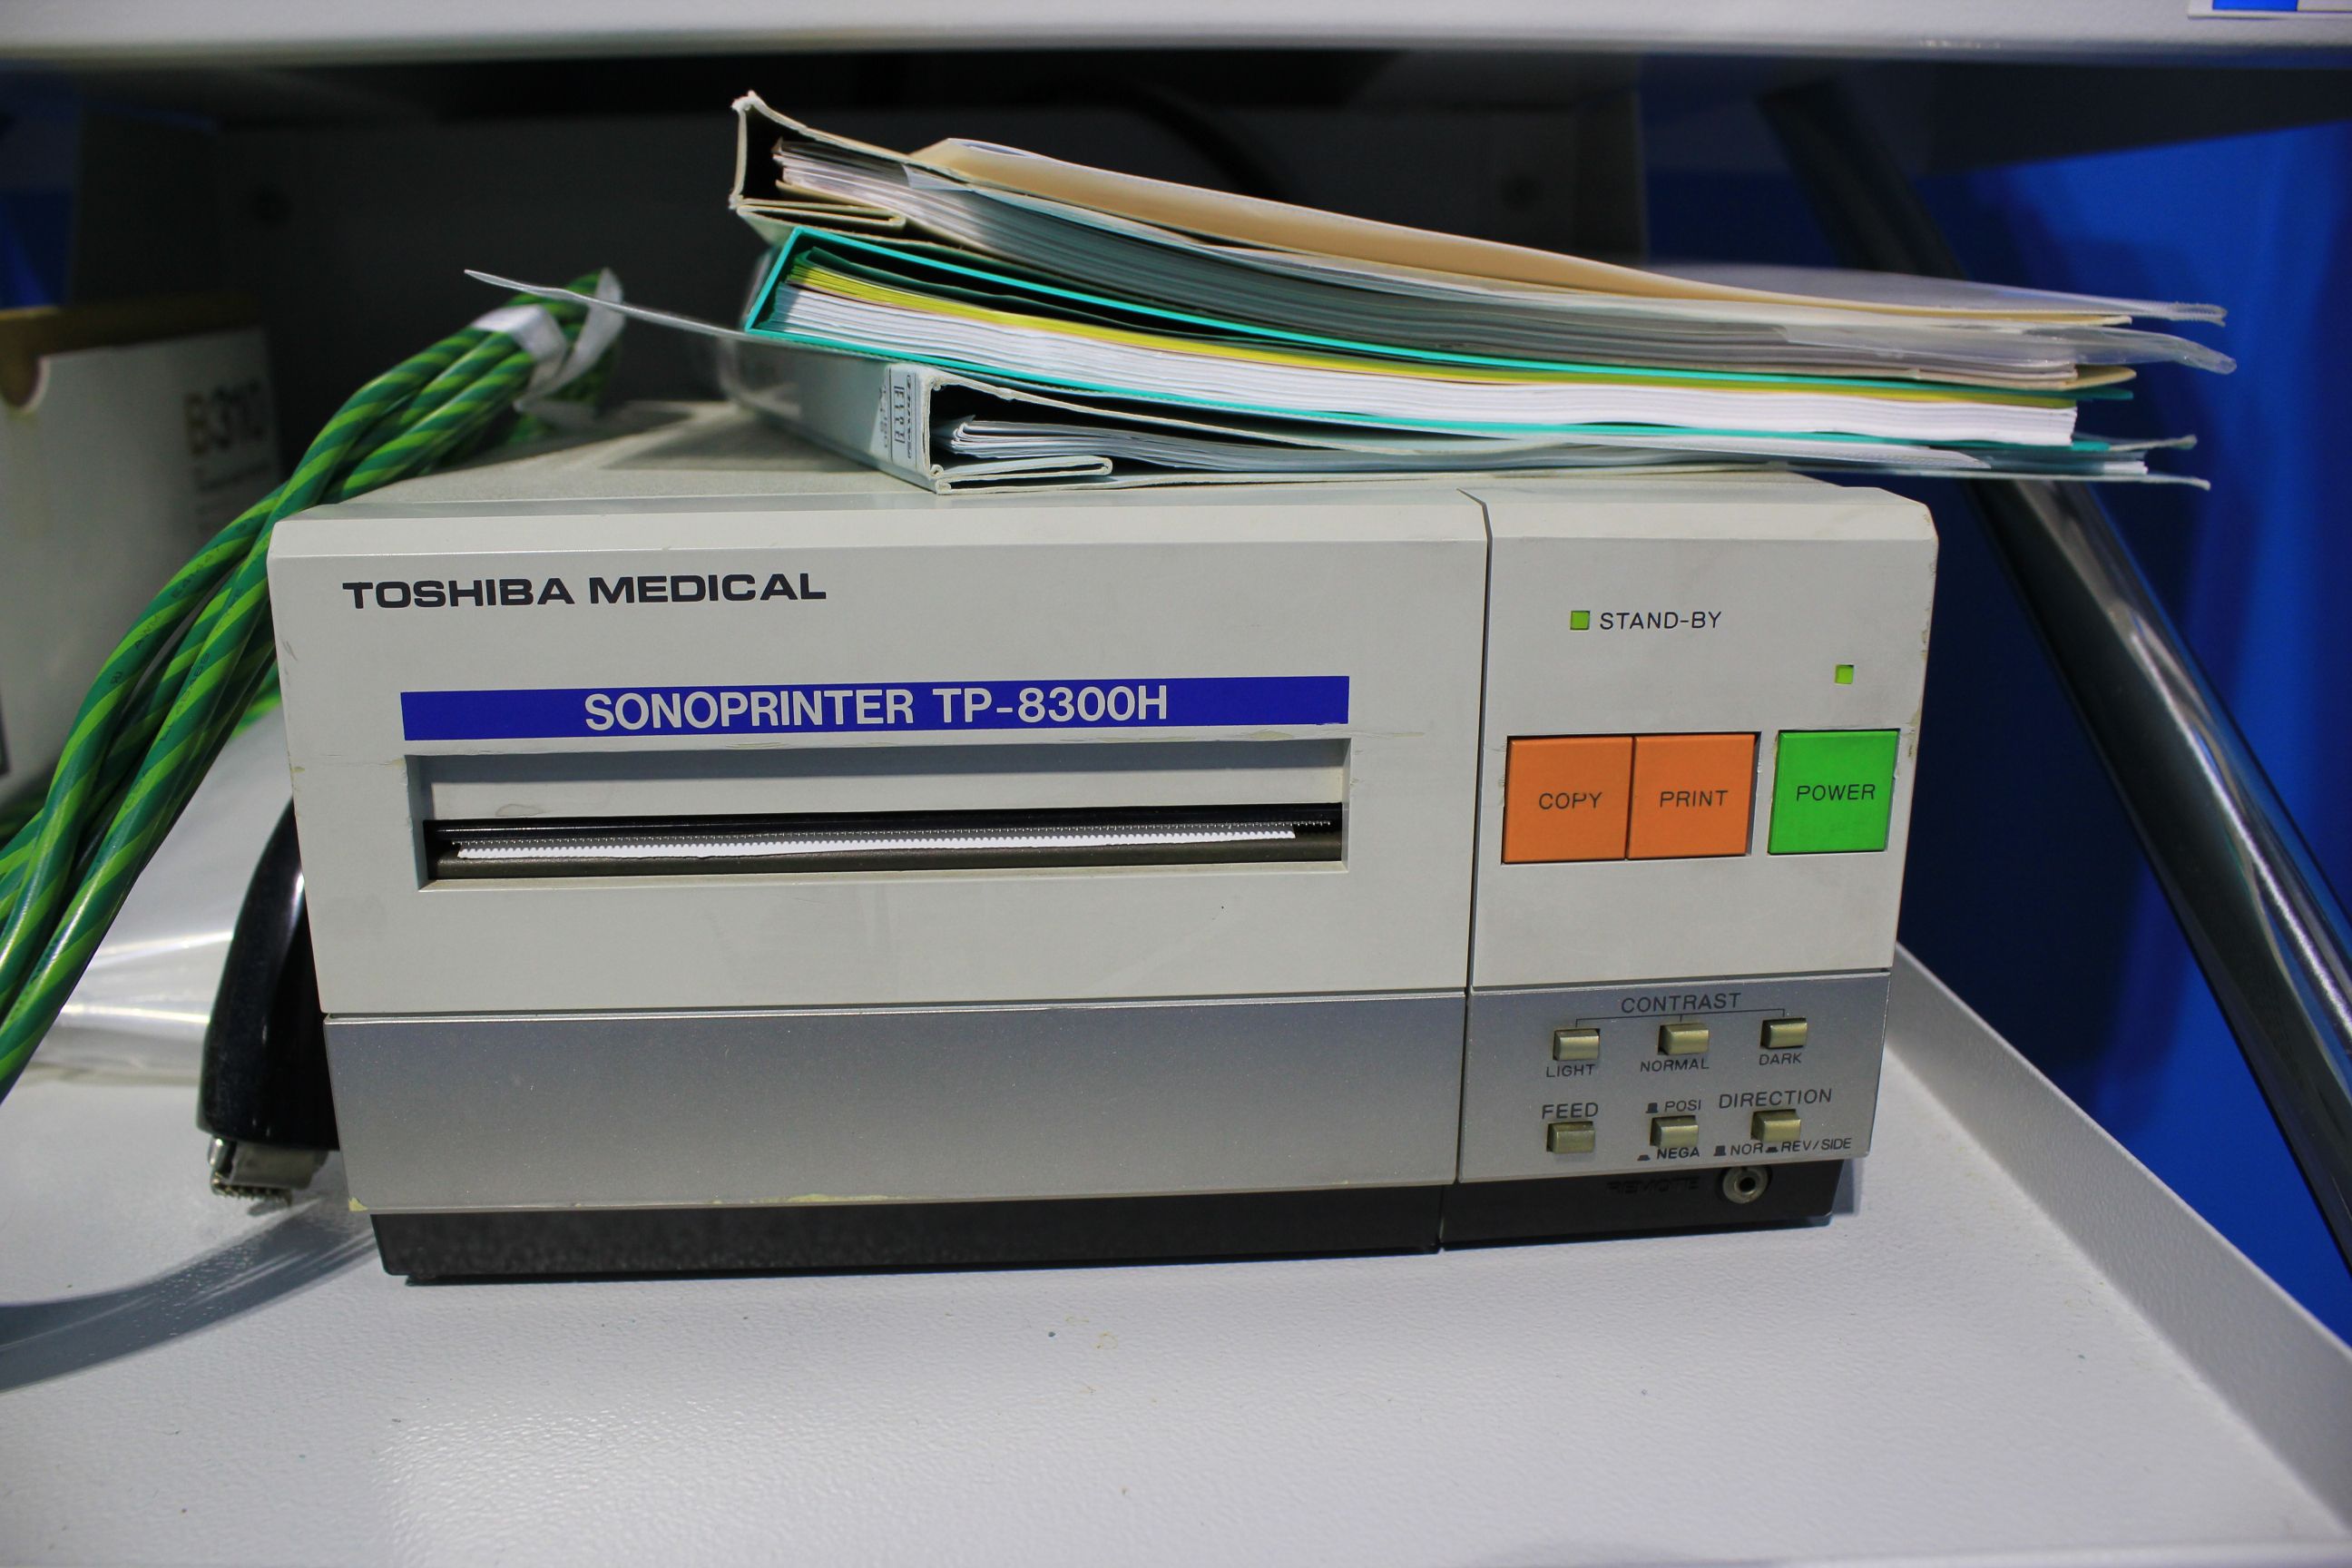 TOSHIBA MEDICAL
SONOPRINTER TP-8300H
STAND-BY
COPY PRINT POWER
CONTRAST
LIGHT NORMAL DARK
FEED POSI DIRECTION
NEGA NOR REV/SIDE
REMOTE